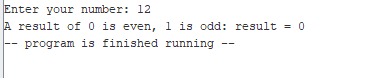 Enter your number: 12
A result of 0 is even, 1 is odd: result = 0
-- program is finished running --